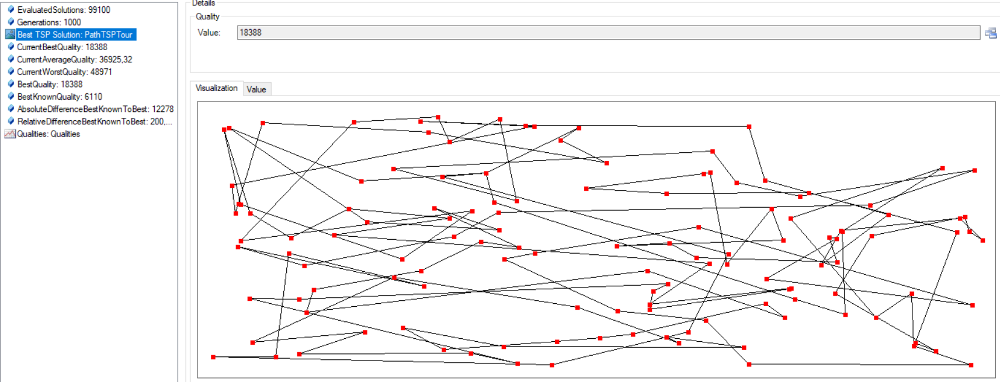 EvaluatedSolutions: 99100
Generations: 1000
Best TSP Solution: PathTSPTour
CurrentBestQuality: 18388
CurrentAverageQuality: 36925,32
CurrentWorstQuality: 48971
BestQuality: 18388
BestKnownQuality: 6110
AbsoluteDifferenceBestKnownToBest: 12278
RelativeDifferenceBestKnownToBest: 200,...
Qualities: Qualities
Details
Quality
Value: 18388
Visualization Value